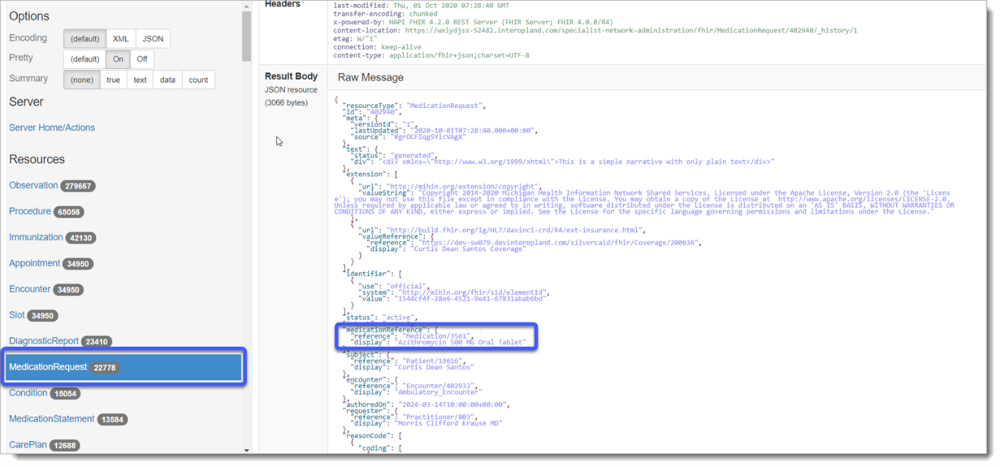 Options
Encoding (default) XML JSON
Pretty (default) On Off
Summary (none) true text data count
Server
Server Home/Actions
Resources
Observation 279667
Procedure 65058
Immunization 42130
Appointment 34950
Encounter 34950
Slot 34950
DiagnosticReport 23410
MedicationRequest 22778
Condition 15054
MedicationStatement 13584
CarePlan 12688
Headers
last-modified: Thu, 01 Oct 2020 07:28:40 GMT
transfer-encoding: chunked
x-powered-by: HAPI FHIR 4.2.0 REST Server (FHIR Server; FHIR 4.0.0/R4)
content-location: https://wxlydjsx-52482.interopland.com/specialist-network-administration/fhir/MedicationRequest/402940/_history/1
etag: W/"1"
connection: keep-alive
content-type: application/fhir+json;charset=UTF-8
Result Body
JSON resource
(3066 bytes)
Raw Message
{
"resourceType": "MedicationRequest",
"id": "402940",
"meta": {
"versionId": "1",
"lastUpdated": "2020-10-01T07:28:40.000+00:00",
"source": "#grOCFZqgSYicVAgX"
},
"text": {
"status": "generated",
"div": "<div xmlns=\"http://www.w3.org/1999/xhtml\">This is a simple narrative with only plain text</div>"
},
"extension": [
{
"url": "http://mihin.org/extension/copyright",
"valueString": "Copyright 2014-2020 Michigan Health Information Network Shared Services. Licensed under the Apache License, Version 2.0 (the 'Licens
e'); you may not use this file except in compliance with the License. You may obtain a copy of the License at  http://www.apache.org/licenses/LICENSE-2.0.
Unless required by applicable law or agreed to in writing, software distributed under the License is distributed on an 'AS IS' BASIS, WITHOUT WARRANTIES OR
CONDITIONS OF ANY KIND, either express or implied. See the License for the specific language governing permissions and limitations under the License."
},
{
"url": "http://build.fhir.org/ig/HL7/davinci-crd/R4/ext-insurance.html",
"valueReference": {
"reference": "https://dev-sw079.devinteropland.com/silvercaid/fhir/Coverage/200636",
"display": "Curtis Dean Santos Coverage"
}
}
],
"identifier": [
{
"use": "official",
"system": "http://mihin.org/fhir/sid/elementId",
"value": "1544cf4f-28e6-4521-9e41-67831abab6bd"
}
],
"status": "active",
"medicationReference": {
"reference": "Medication/3561",
"display": "Azithromycin 500 MG Oral Tablet"
"subject": {
"reference": "Patient/19616",
"display": "Curtis Dean Santos"
},
"encounter": {
"reference": "Encounter/402933",
"display": "Ambulatory_Encounter"
},
"authoredOn": "2024-03-14T10:00:00+00:00",
"requester": {
"reference": "Practitioner/803",
"display": "Morris Clifford Krause MD"
},
"reasonCode": [
{
"coding": [